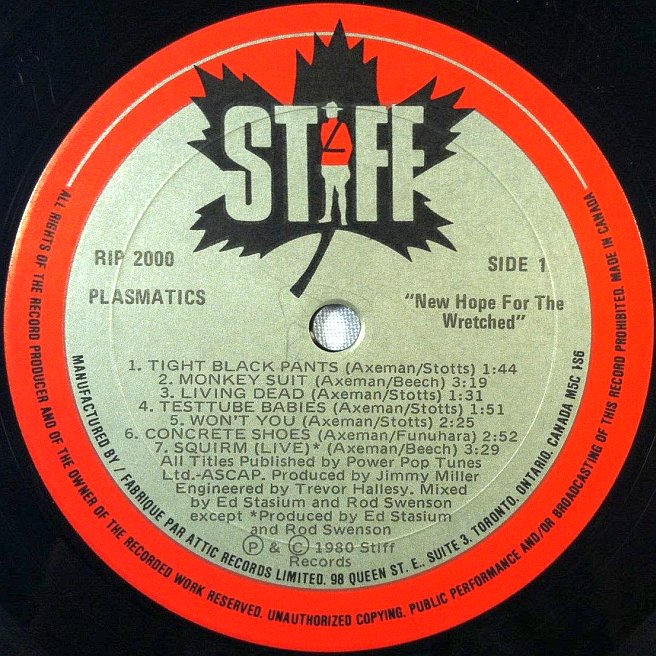 STIFF
RIP 2000
SIDE 1
PLASMATICS
"New Hope For The
Wretched"
1. TIGHT BLACK PANTS (Axeman/Stotts) 1:44
2. MONKEY SUIT (Axeman/Beech) 3:19
3. LIVING DEAD (Axeman/Stotts) 1:31
4. TESTTUBE BABIES (Axeman/Stotts) 1:51
5. WON'T YOU (Axeman/Stotts) 2:25
6. CONCRETE SHOES (Axeman/Funuhara) 2:52
7. SQUIRM (LIVE)* (Axeman/Beech) 3:29
All Titles Published by Power Pop Tunes
Ltd.-ASCAP. Produced by Jimmy Miller
Engineered by Trevor Hallesy. Mixed
by Ed Stasium and Rod Swenson
except *Produced by Ed Stasium
and Rod Swenson
Ⓟ & © 1980 Stiff
Records
MANUFACTURED BY / FABRIQUE PAR ATTIC RECORDS LIMITED. 98 QUEEN ST. E., SUITE 3, TORONTO, ONTARIO, CANADA M5C 1S6
ALL RIGHTS OF THE RECORD PRODUCER AND OF THE OWNER OF THE RECORDED WORK RESERVED. UNAUTHORIZED COPYING. PUBLIC PERFORMANCE AND/OR BROADCASTING OF THIS RECORD PROHIBITED. MADE IN CANADA